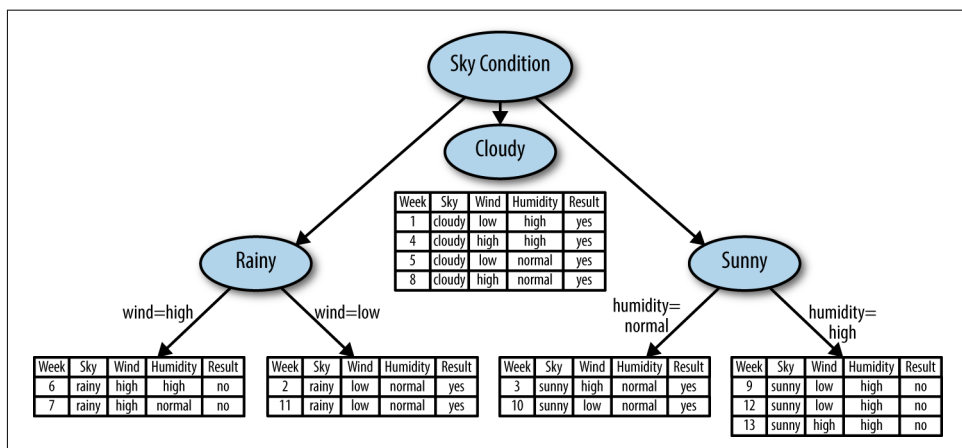 Sky Condition
Cloudy
Week Sky Wind Humidity Result
1 cloudy low high yes
4 cloudy high high yes
5 cloudy low normal yes
8 cloudy high normal yes
Rainy
Sunny
wind=high
wind=low
humidity=
normal
humidity=
high
Week Sky Wind Humidity Result
6 rainy high high no
7 rainy high normal no
Week Sky Wind Humidity Result
2 rainy low normal yes
11 rainy low normal yes
Week Sky Wind Humidity Result
3 sunny high normal yes
10 sunny low normal yes
Week Sky Wind Humidity Result
9 sunny low high no
12 sunny low high no
13 sunny high high no